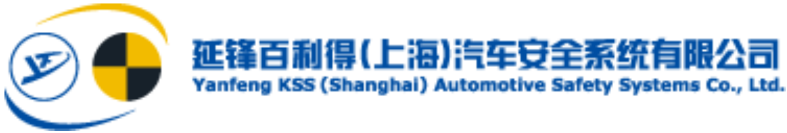 延锋百利得(上海)汽车安全系统有限公司
Yanfeng KSS (Shanghai) Automotive Safety Systems Co., Ltd.